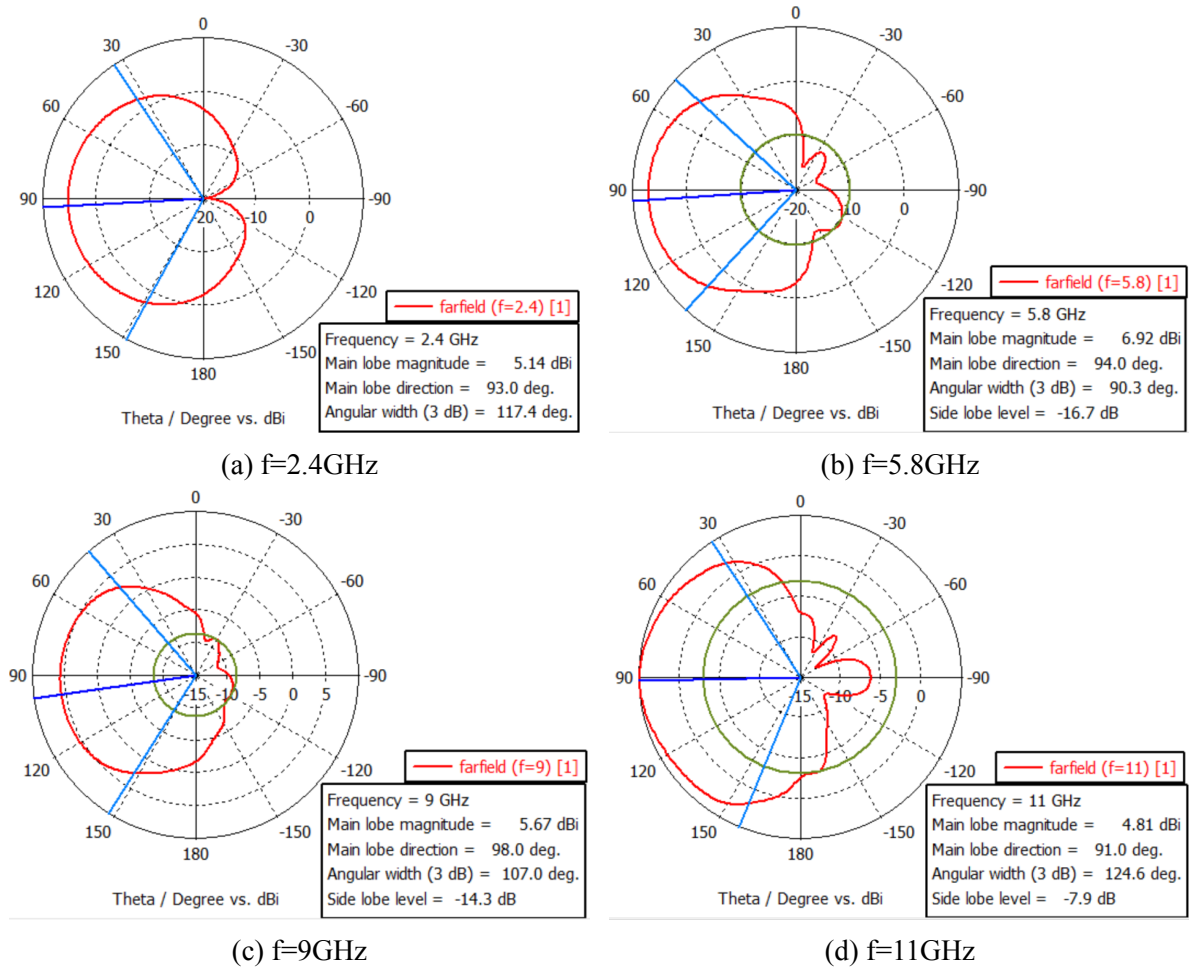 0
30
-30
60
-60
90
-20
-10
0
-90
120
-120
150
-150
180
farfield (f=2.4) [1]
Frequency = 2.4 GHz
Main lobe magnitude = 5.14 dBi
Main lobe direction = 93.0 deg.
Angular width (3 dB) = 117.4 deg.
Theta / Degree vs. dBi
(a) f=2.4GHz
0
30
-30
60
-60
90
-20
-10
0
-90
120
-120
150
-150
180
farfield (f=5.8) [1]
Frequency = 5.8 GHz
Main lobe magnitude = 6.92 dBi
Main lobe direction = 94.0 deg.
Angular width (3 dB) = 90.3 deg.
Side lobe level = -16.7 dB
Theta / Degree vs. dBi
(b) f=5.8GHz
0
30
-30
60
-60
90
-15
-10
-5
0
5
-90
120
-120
150
-150
180
farfield (f=9) [1]
Frequency = 9 GHz
Main lobe magnitude = 5.67 dBi
Main lobe direction = 98.0 deg.
Angular width (3 dB) = 107.0 deg.
Side lobe level = -14.3 dB
Theta / Degree vs. dBi
(c) f=9GHz
0
30
-30
60
-60
90
-15
-10
-5
0
-90
120
-120
150
-150
180
farfield (f=11) [1]
Frequency = 11 GHz
Main lobe magnitude = 4.81 dBi
Main lobe direction = 91.0 deg.
Angular width (3 dB) = 124.6 deg.
Side lobe level = -7.9 dB
Theta / Degree vs. dBi
(d) f=11GHz